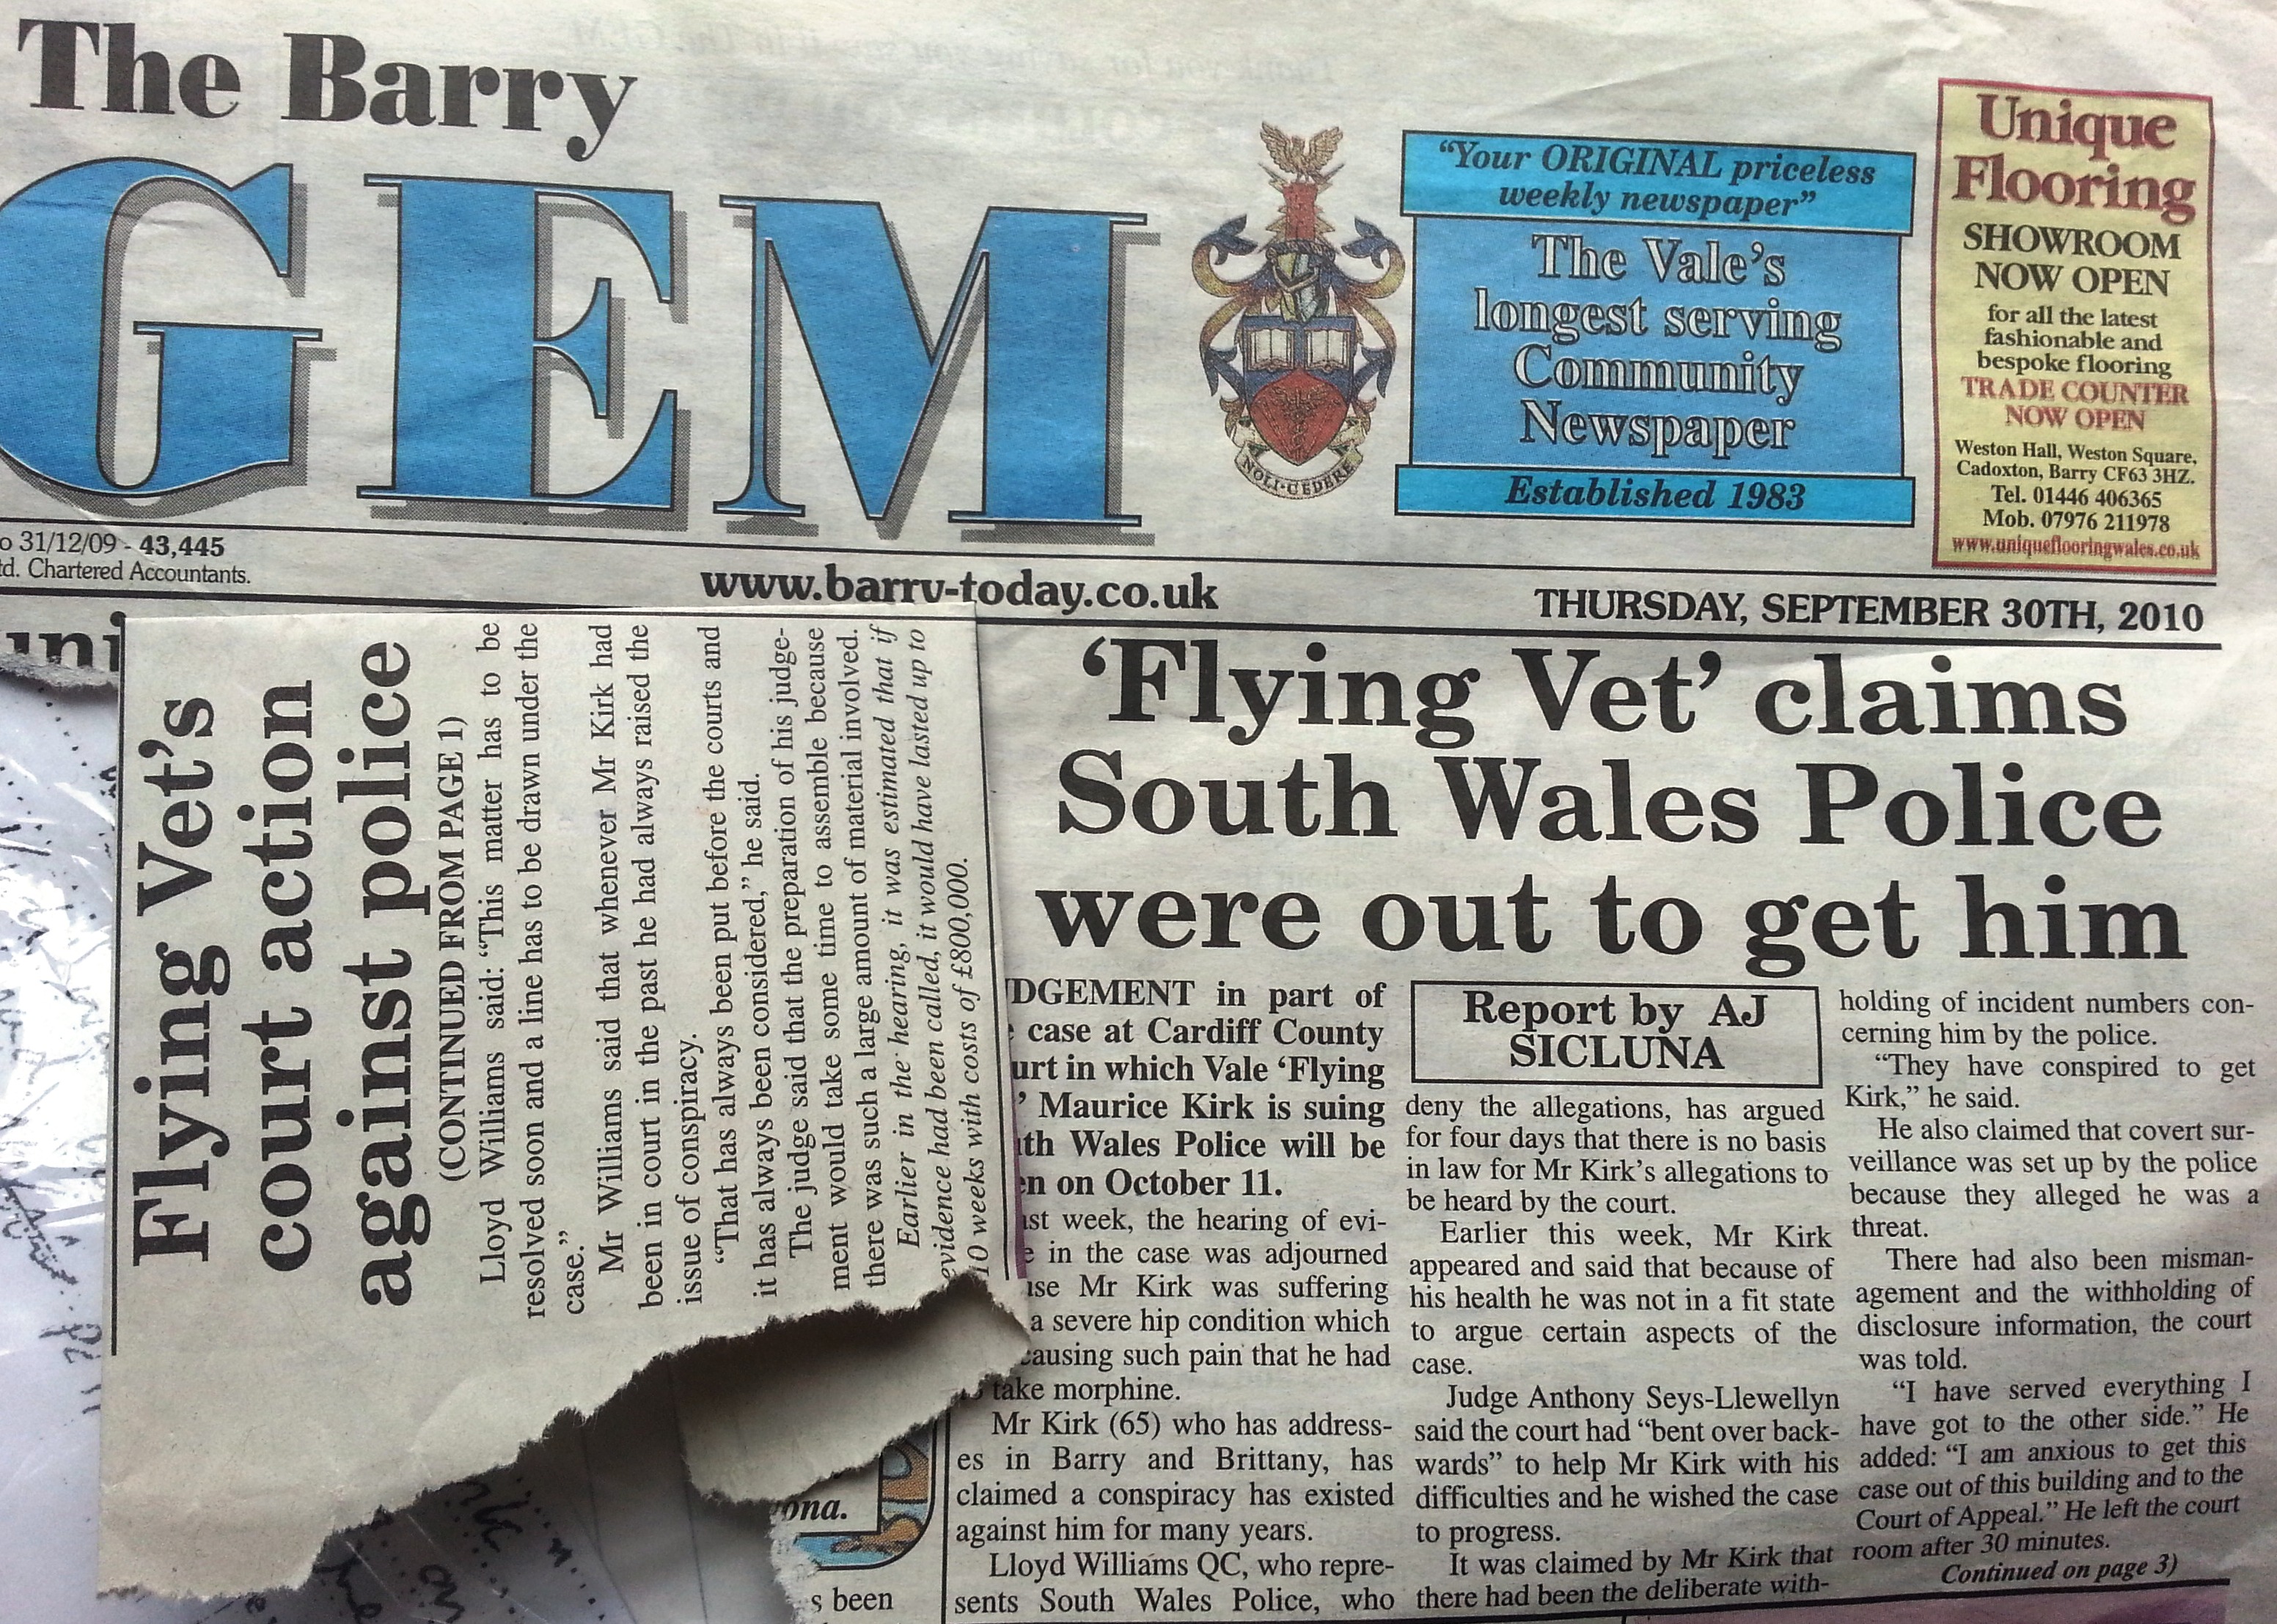 The Barry
GEM
NOLI CEDERE
"Your ORIGINAL priceless
weekly newspaper"
The Vale's
longest serving
Community
Newspaper
Established 1983
Unique
Flooring
SHOWROOM
NOW OPEN
for all the latest
fashionable and
bespoke flooring
TRADE COUNTER
NOW OPEN
Weston Hall, Weston Square,
Cadoxton, Barry CF63 3HZ.
Tel. 01446 406365
Mob. 07976 211978
www.uniqueflooringwales.co.uk
31/12/09 - 43,445
Chartered Accountants.
www.barry-today.co.uk
THURSDAY, SEPTEMBER 30TH, 2010
Flying Vet's
court action
against police
(CONTINUED FROM PAGE 1)
Lloyd Williams said: "This matter has to be
resolved soon and a line has to be drawn under the
case."
Mr Williams said that whenever Mr Kirk had
been in court in the past he had always raised the
issue of conspiracy.
"That has always been put before the courts and
it has always been considered," he said.
The judge said that the preparation of his judge-
ment would take some time to assemble because
there was such a large amount of material involved.
Earlier in the hearing, it was estimated that if
evidence had been called, it would have lasted up to
10 weeks with costs of £800,000.
'Flying Vet' claims
South Wales Police
were out to get him
DGEMENT in part of
case at Cardiff County
urt in which Vale 'Flying
' Maurice Kirk is suing
th Wales Police will be
en on October 11.
st week, the hearing of evi-
e in the case was adjourned
use Mr Kirk was suffering
a severe hip condition which
causing such pain that he had
take morphine.
Mr Kirk (65) who has address-
es in Barry and Brittany, has
claimed a conspiracy has existed
against him for many years.
Lloyd Williams QC, who repre-
sents South Wales Police, who
Report by AJ
SICLUNA
deny the allegations, has argued
for four days that there is no basis
in law for Mr Kirk's allegations to
be heard by the court.
Earlier this week, Mr Kirk
appeared and said that because of
his health he was not in a fit state
to argue certain aspects of the
case.
Judge Anthony Seys-Llewellyn
said the court had "bent over back-
wards" to help Mr Kirk with his
difficulties and he wished the case
to progress.
It was claimed by Mr Kirk that
there had been the deliberate with-
holding of incident numbers con-
cerning him by the police.
"They have conspired to get
Kirk," he said.
He also claimed that covert sur-
veillance was set up by the police
because they alleged he was a
threat.
There had also been misman-
agement and the withholding of
disclosure information, the court
was told.
"I have served everything I
have got to the other side." He
added: "I am anxious to get this
case out of this building and to the
Court of Appeal." He left the court
room after 30 minutes.
Continued on page 3)
ona.
s been